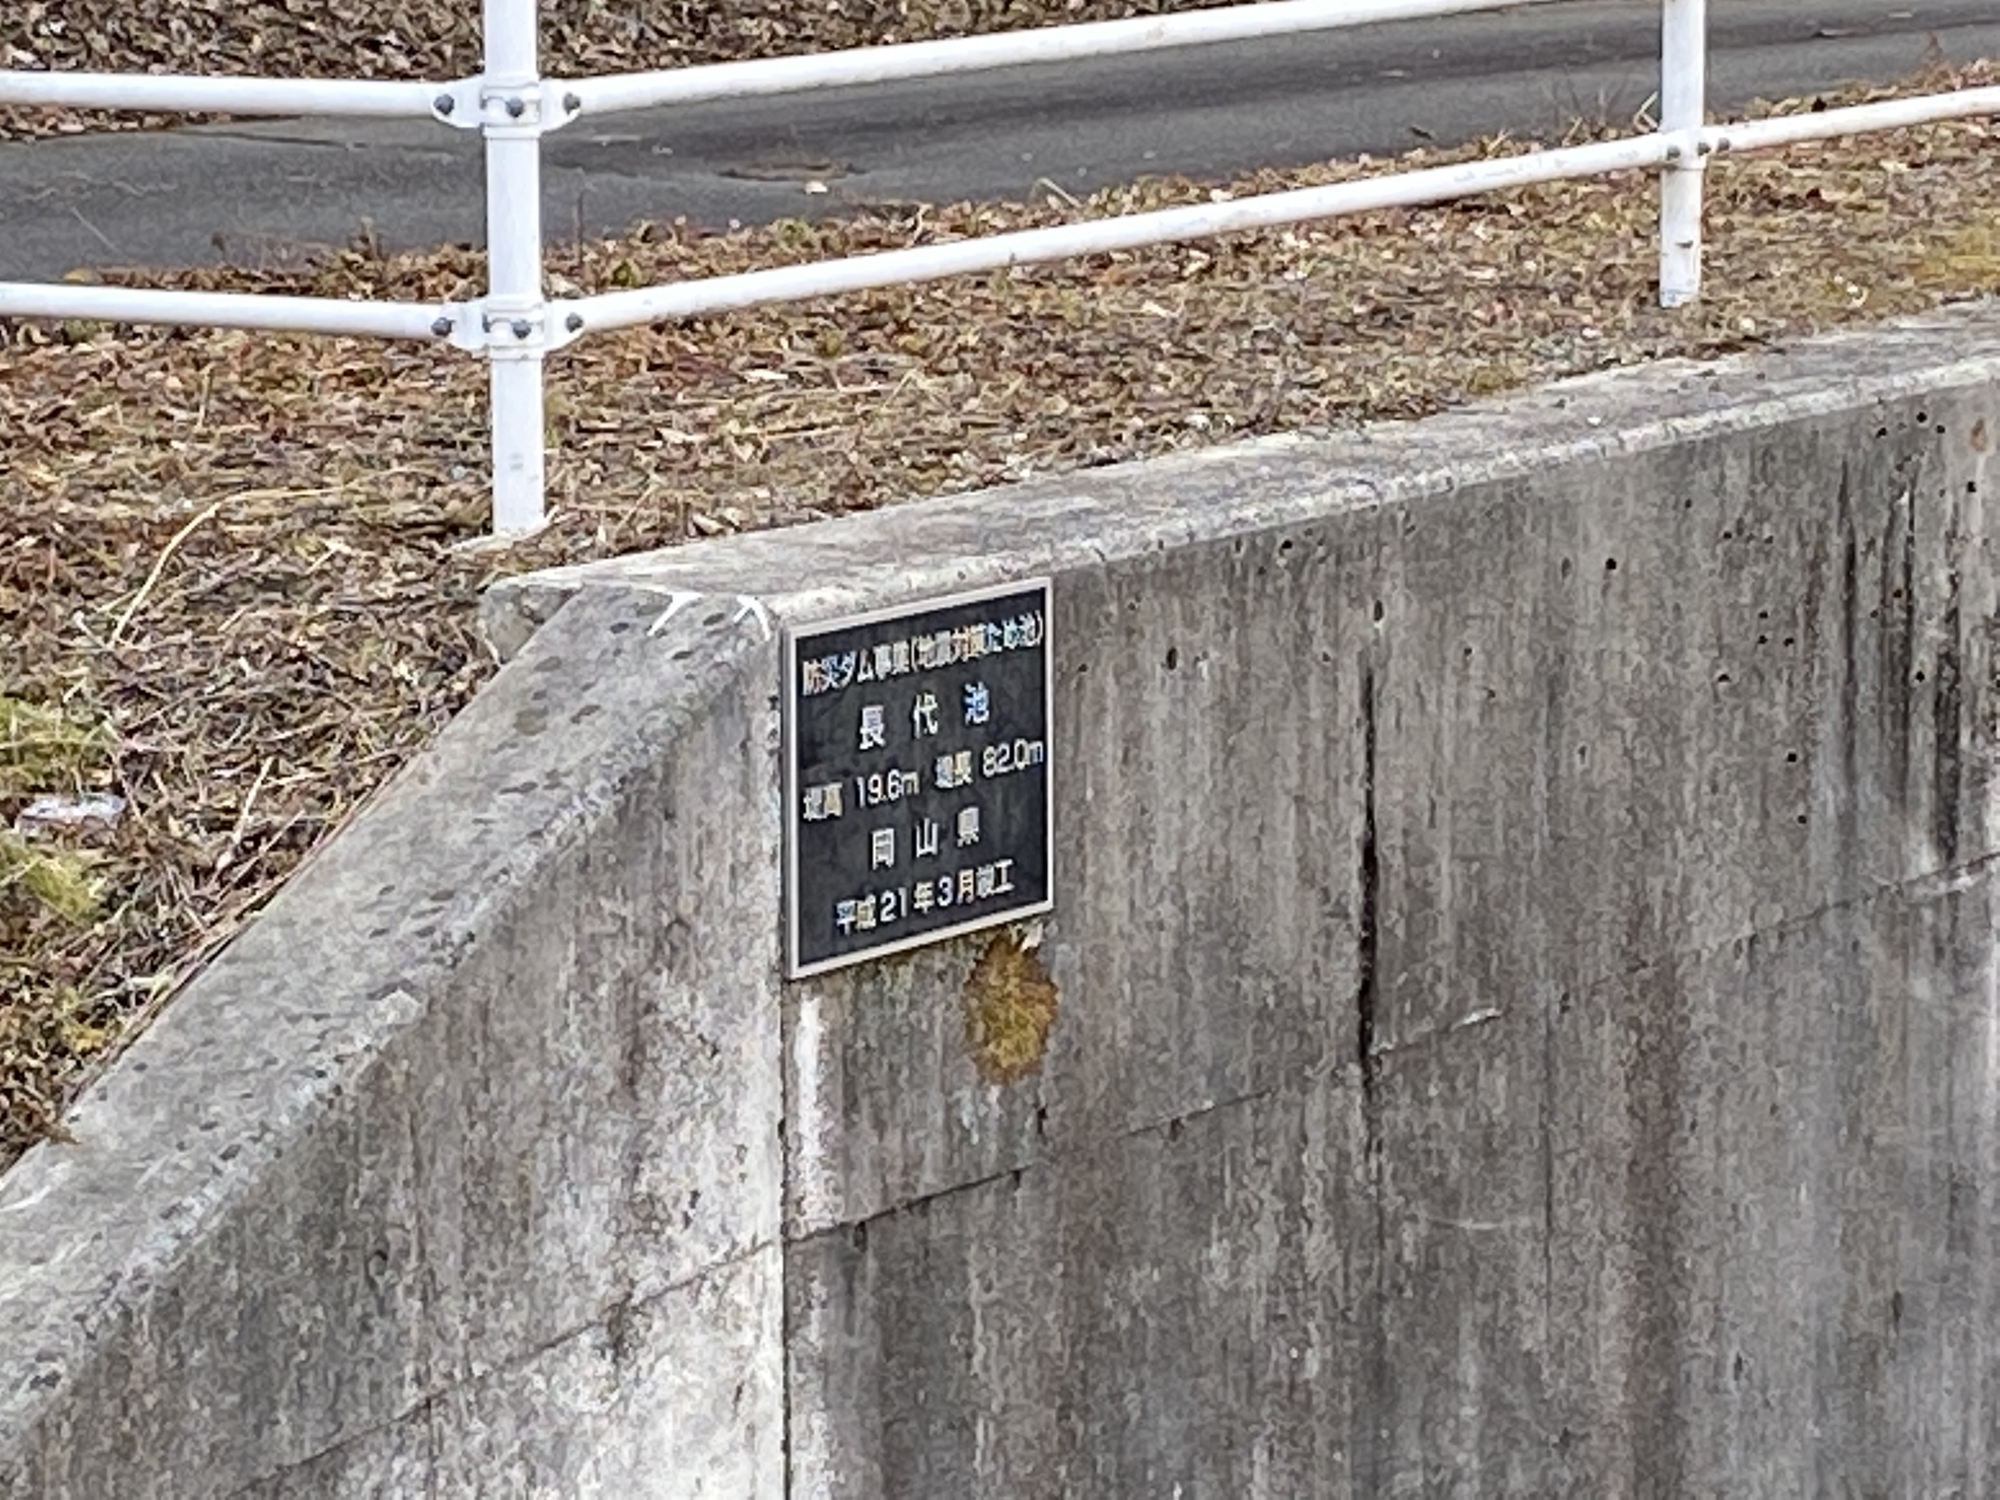 防災ダム事業(地震対策ため池)
長代池
堤高 19.6m 堤長 82.0m
岡山県
平成21年3月竣工